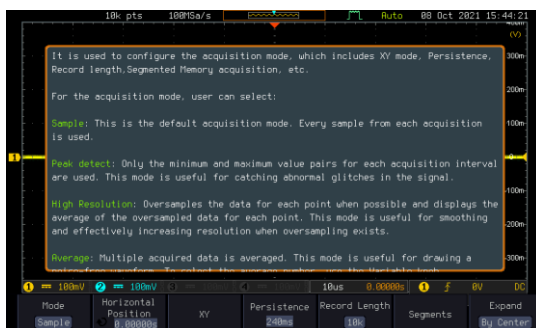 10k pts 100MSa/s Auto 08 Oct 2021 15:44:21
(V)
It is used to configure the acquisition mode, which includes XY mode, Persistence,
Record length,Segmented Memory acquisition, etc.
300m
For the acquisition mode, user can select:
200m
Sample: This is the default acquisition mode. Every sample from each acquisition
is used.
100m
Peak detect: Only the minimum and maximum value pairs for each acquisition interval
are used. This mode is useful for catching abnormal glitches in the signal.
1
-100m
High Resolution: Oversamples the data for each point when possible and displays the
average of the oversampled data for each point. This mode is useful for smoothing
and effectively increasing resolution when oversampling exists.
-200m
Average: Multiple acquired data is averaged. This mode is useful for drawing a
-300m
1 100mV 2 100mV 10us 0.00000s 1 0V DC
Mode Horizontal Position XY Persistence Record Length Segments Expand
Sample 0.00000s 240ms 10k By Center